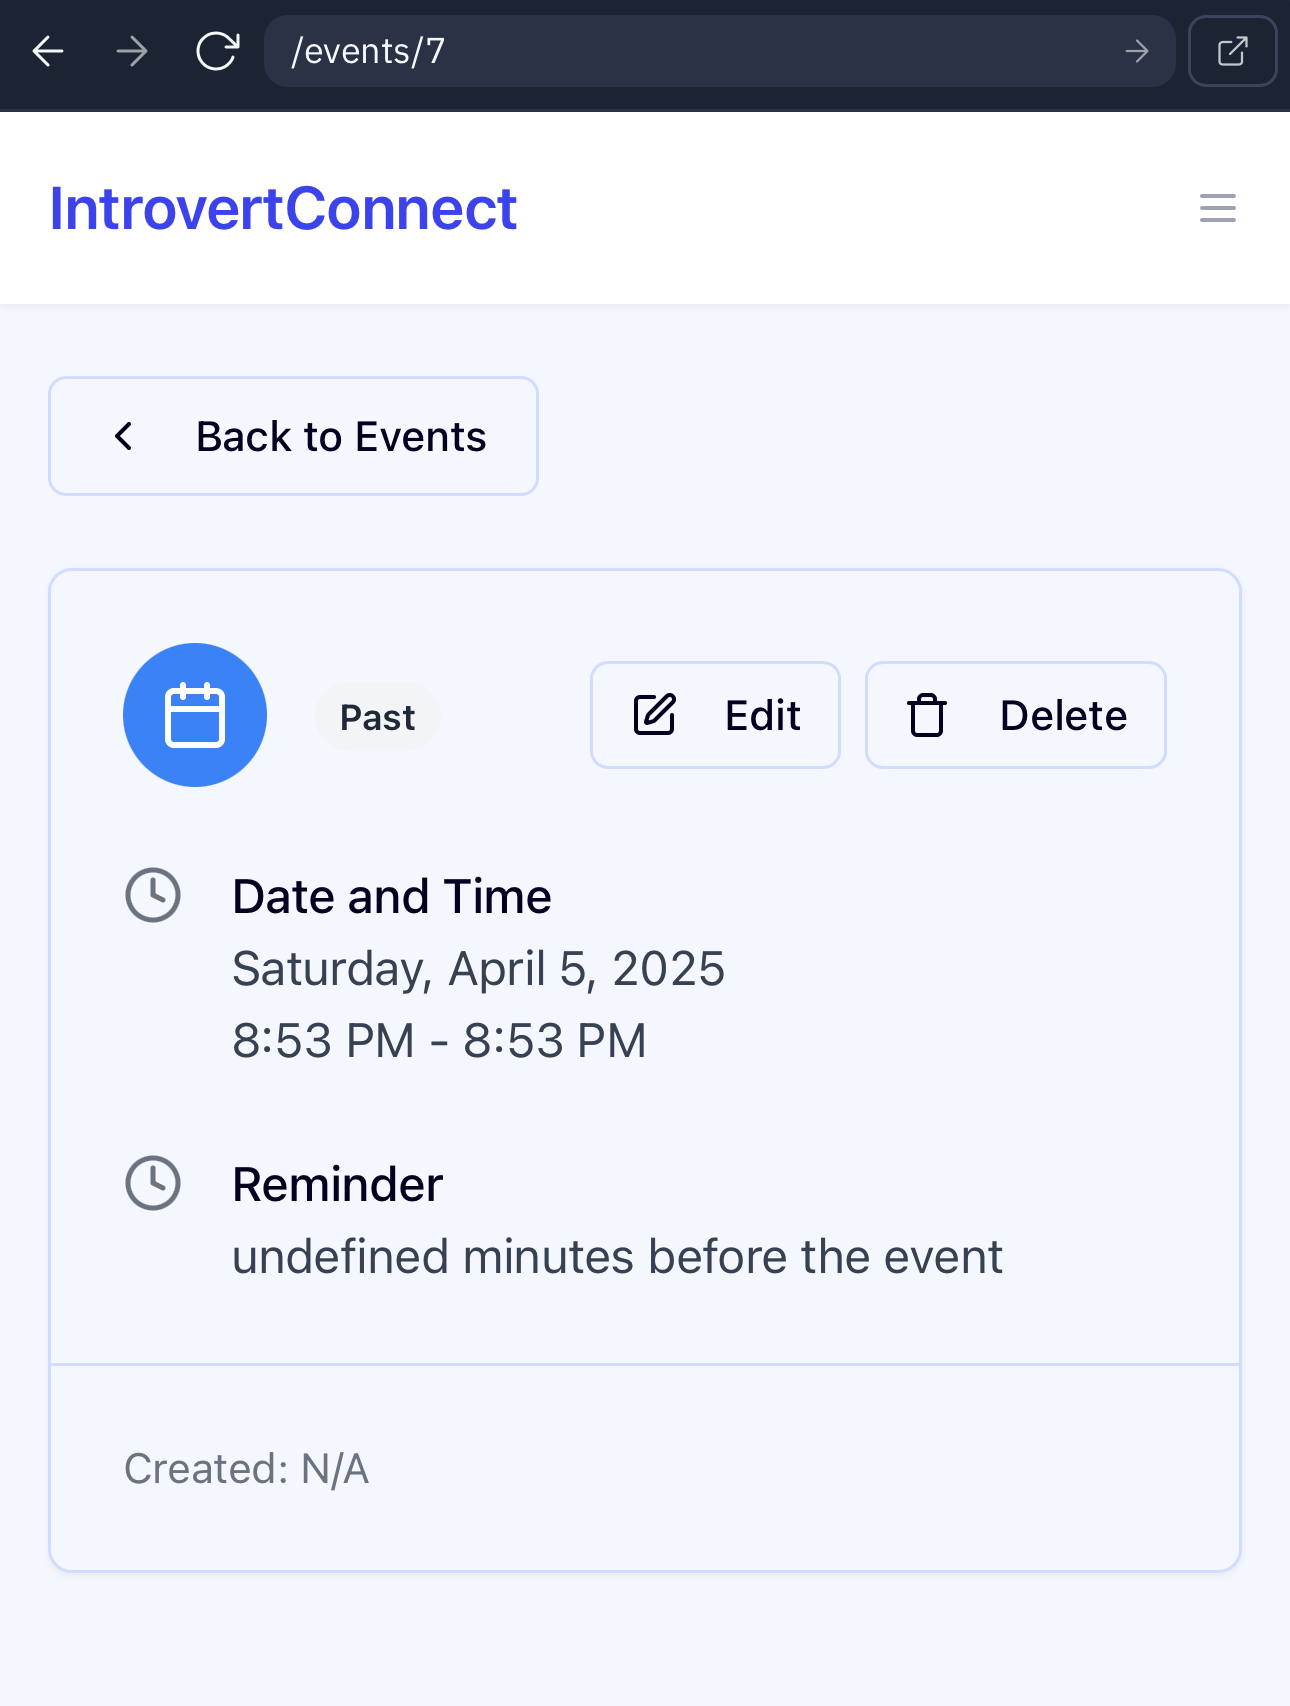 /events/7
IntrovertConnect
Back to Events
Past
Edit
Delete
Date and Time
Saturday, April 5, 2025
8:53 PM - 8:53 PM
Reminder
undefined minutes before the event
Created: N/A